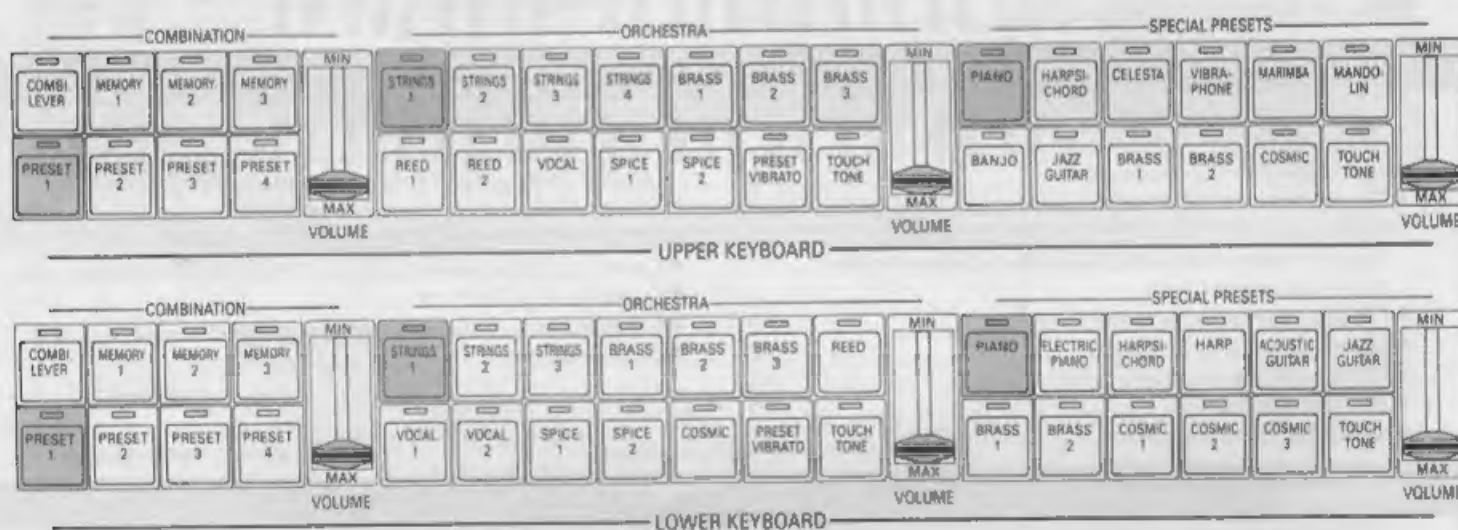 COMBINATION ORCHESTRA SPECIAL PRESETS
COMBI. LEVER MEMORY 1 MEMORY 2 MEMORY 3 MIN STRINGS 1 STRINGS 2 STRINGS 3 STRINGS 4 BRASS 1 BRASS 2 BRASS 3 MIN PIANO HARPSI- CHORD CELESTA VIBRA- PHONE MARIMBA MANDO- LIN MIN
PRESET 1 PRESET 2 PRESET 3 PRESET 4 MAX REED 1 REED 2 VOCAL SPICE 1 SPICE 2 PRESET VIBRATO TOUCH TONE MAX BANJO JAZZ GUITAR BRASS 1 BRASS 2 COSMIC TOUCH TONE MAX
VOLUME VOLUME VOLUME
UPPER KEYBOARD
COMBINATION ORCHESTRA SPECIAL PRESETS
COMBI. LEVER MEMORY 1 MEMORY 2 MEMORY 3 MIN STRINGS 1 STRINGS 2 STRINGS 3 BRASS 1 BRASS 2 BRASS 3 REED MIN PIANO ELECTRIC PIANO HARPSI- CHORD HARP ACOUSTIC GUITAR JAZZ GUITAR MIN
PRESET 1 PRESET 2 PRESET 3 PRESET 4 MAX VOCAL 1 VOCAL 2 SPICE 1 SPICE 2 COSMIC PRESET VIBRATO TOUCH TONE MAX BRASS 1 BRASS 2 COSMIC 1 COSMIC 2 COSMIC 3 TOUCH TONE MAX
VOLUME VOLUME VOLUME
LOWER KEYBOARD